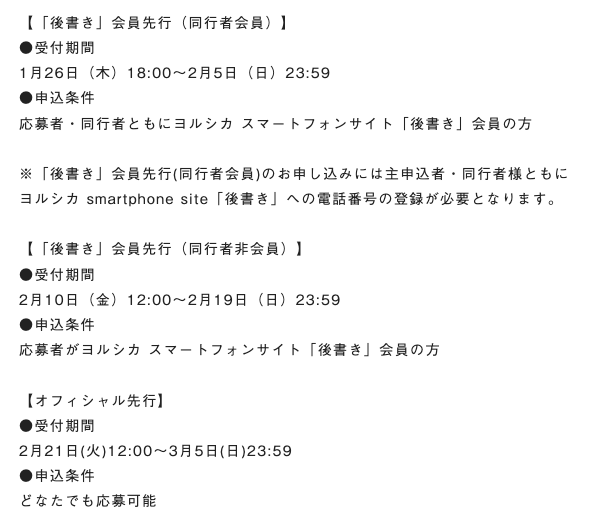 【「後書き」会員先行（同行者会員）】
●受付期間
1月26日（木）18:00〜2月5日（日）23:59
●申込条件
応募者・同行者ともにヨルシカ スマートフォンサイト「後書き」会員の方
※「後書き」会員先行(同行者会員)のお申し込みには主申込者・同行者様ともに
ヨルシカ smartphone site「後書き」への電話番号の登録が必要となります。
【「後書き」会員先行（同行者非会員）】
●受付期間
2月10日（金）12:00〜2月19日（日）23:59
●申込条件
応募者がヨルシカ スマートフォンサイト「後書き」会員の方
【オフィシャル先行】
●受付期間
2月21日(火)12:00〜3月5日(日)23:59
●申込条件
どなたでも応募可能